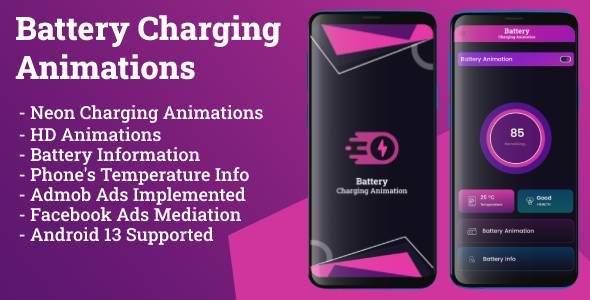 Battery Charging
Animations
- Neon Charging Animations
- HD Animations
- Battery Information
- Phone's Temperature Info
- Admob Ads Implemented
- Facebook Ads Mediation
- Android 13 Supported
Battery
Charging Animation
Battery
Charging Animation
Battery Animation
85
Remaining..
25 °C
Temperature
Good
HEALTH
Battery Animation
Battery Info